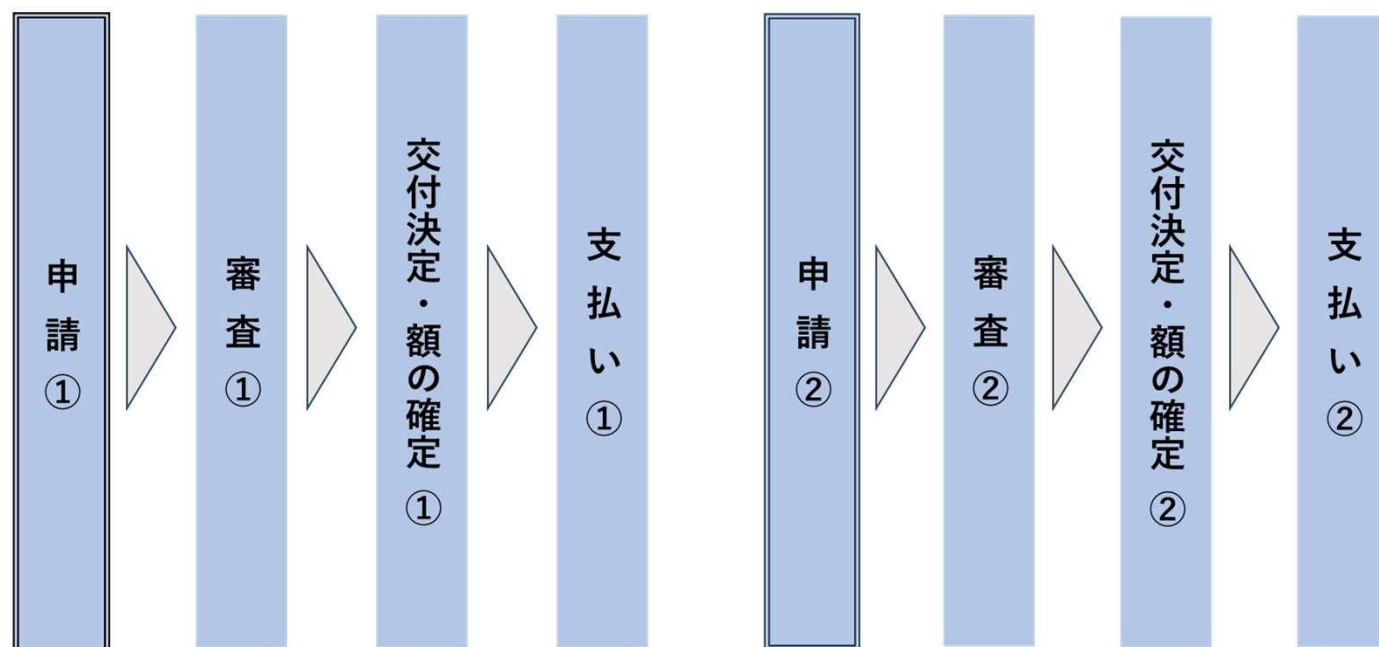 申請①
審査①
交付決定・額の確定①
支払い①
申請②
審査②
交付決定・額の確定②
支払い②